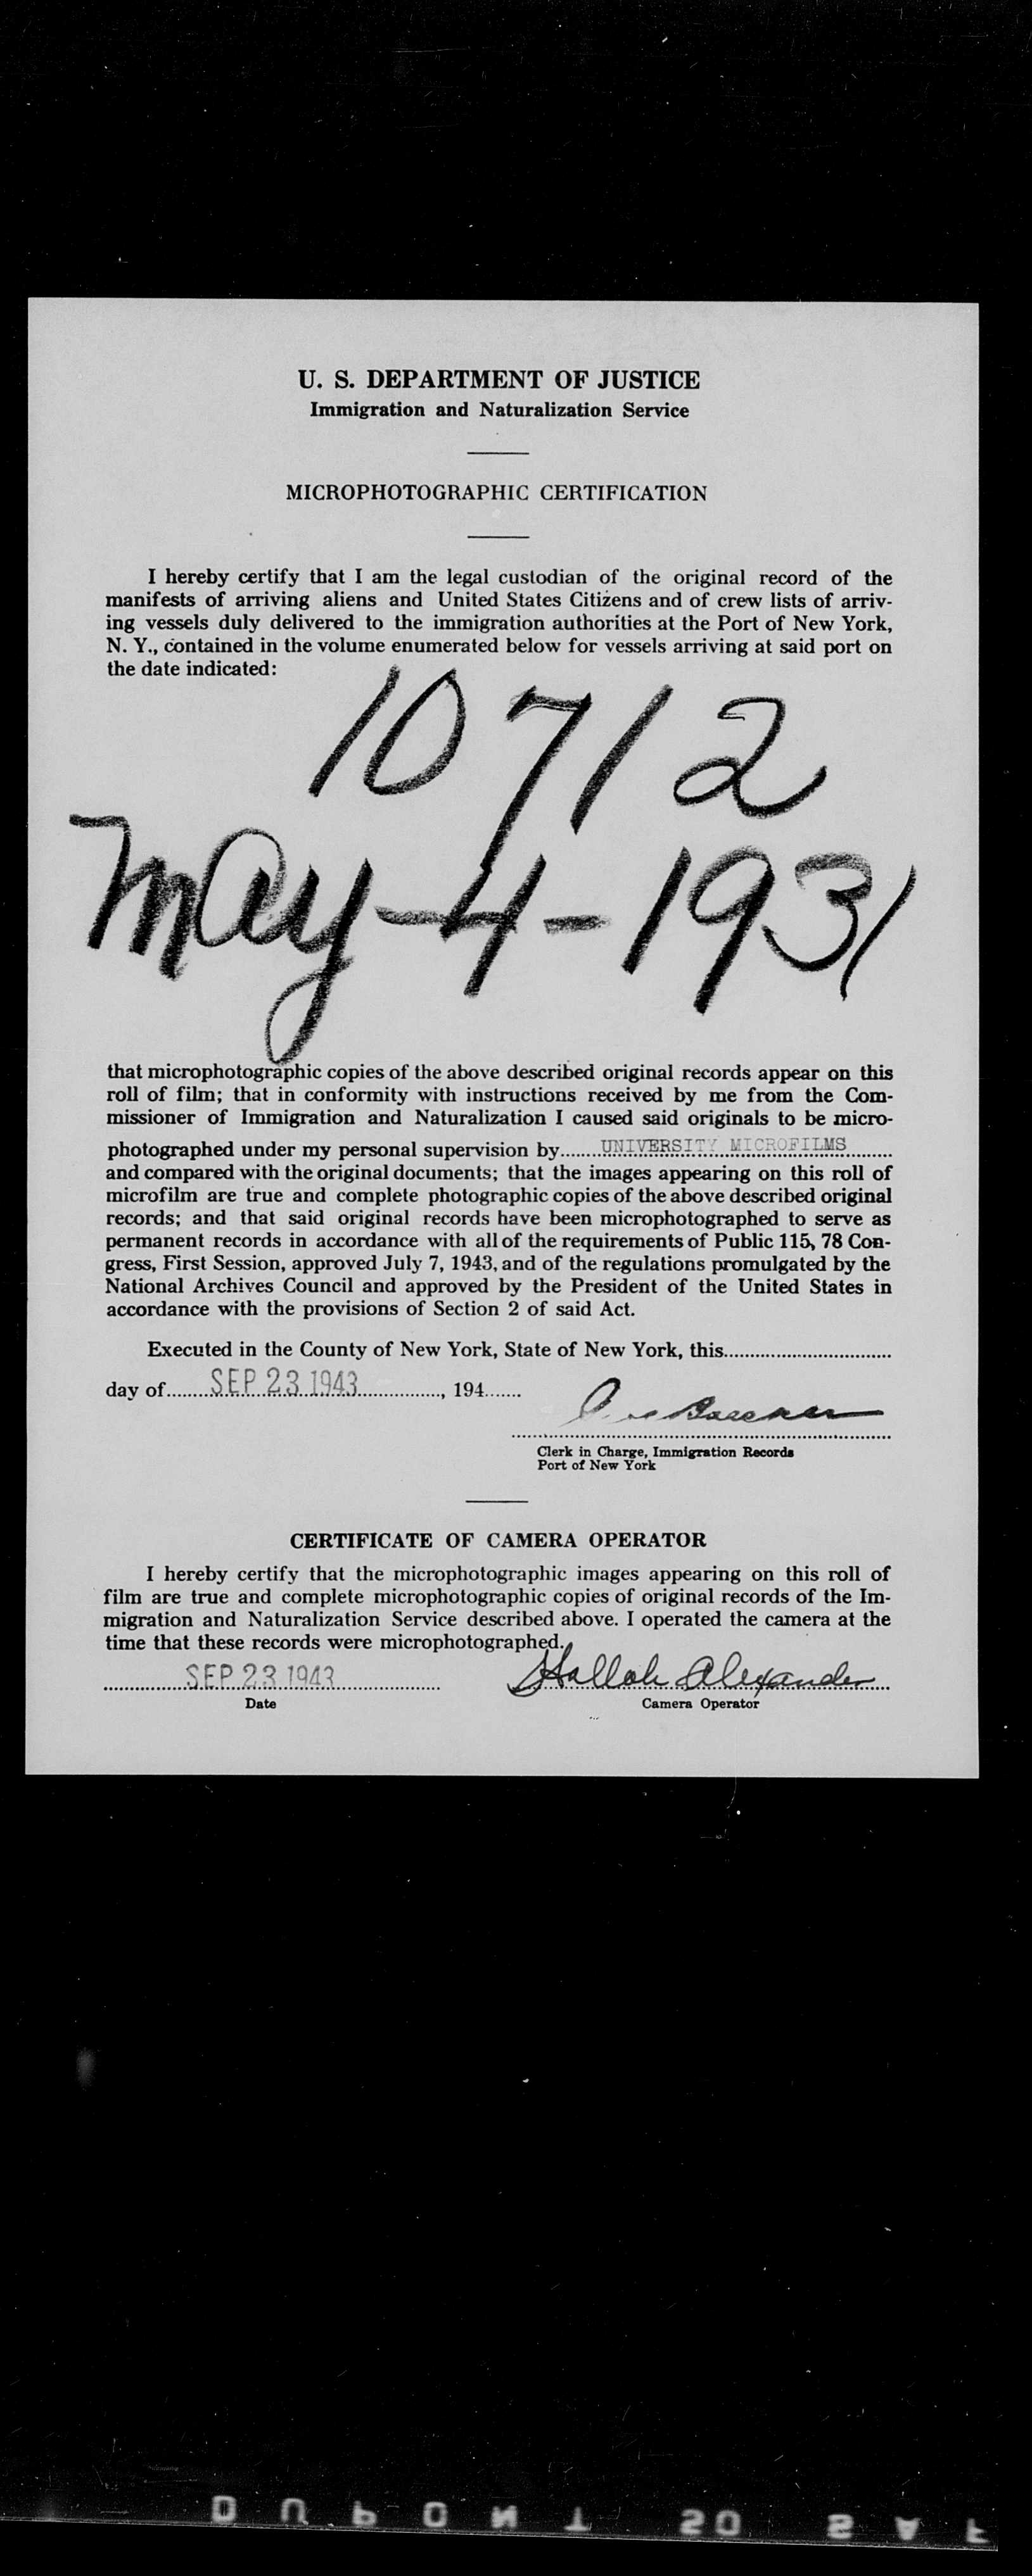 U. S. DEPARTMENT OF JUSTICE
Immigration and Naturalization Service
MICROPHOTOGRAPHIC CERTIFICATION
I hereby certify that I am the legal custodian of the original record of the
manifests of arriving aliens and United States Citizens and of crew lists of arriv-
ing vessels duly delivered to the immigration authorities at the Port of New York,
N. Y., contained in the volume enumerated below for vessels arriving at said port on
the date indicated:
10712
May-4-1931
that microphotographic copies of the above described original records appear on this
roll of film; that in conformity with instructions received by me from the Com-
missioner of Immigration and Naturalization I caused said originals to be micro-
photographed under my personal supervision by........UNIVERSITY MICROFILMS.........
and compared with the original documents; that the images appearing on this roll of
microfilm are true and complete photographic copies of the above described original
records; and that said original records have been microphotographed to serve as
permanent records in accordance with all of the requirements of Public 115, 78 Con-
gress, First Session, approved July 7, 1943, and of the regulations promulgated by the
National Archives Council and approved by the President of the United States in
accordance with the provisions of Section 2 of said Act.
Executed in the County of New York, State of New York, this................................
day of.........SEP 23 1943................., 194.......
Clerk in Charge, Immigration Records
Port of New York
CERTIFICATE OF CAMERA OPERATOR
I hereby certify that the microphotographic images appearing on this roll of
film are true and complete microphotographic copies of original records of the Im-
migration and Naturalization Service described above. I operated the camera at the
time that these records were microphotographed.
SEP 23 1943 Alexander
Date Camera Operator
DUPONT 20 S A F